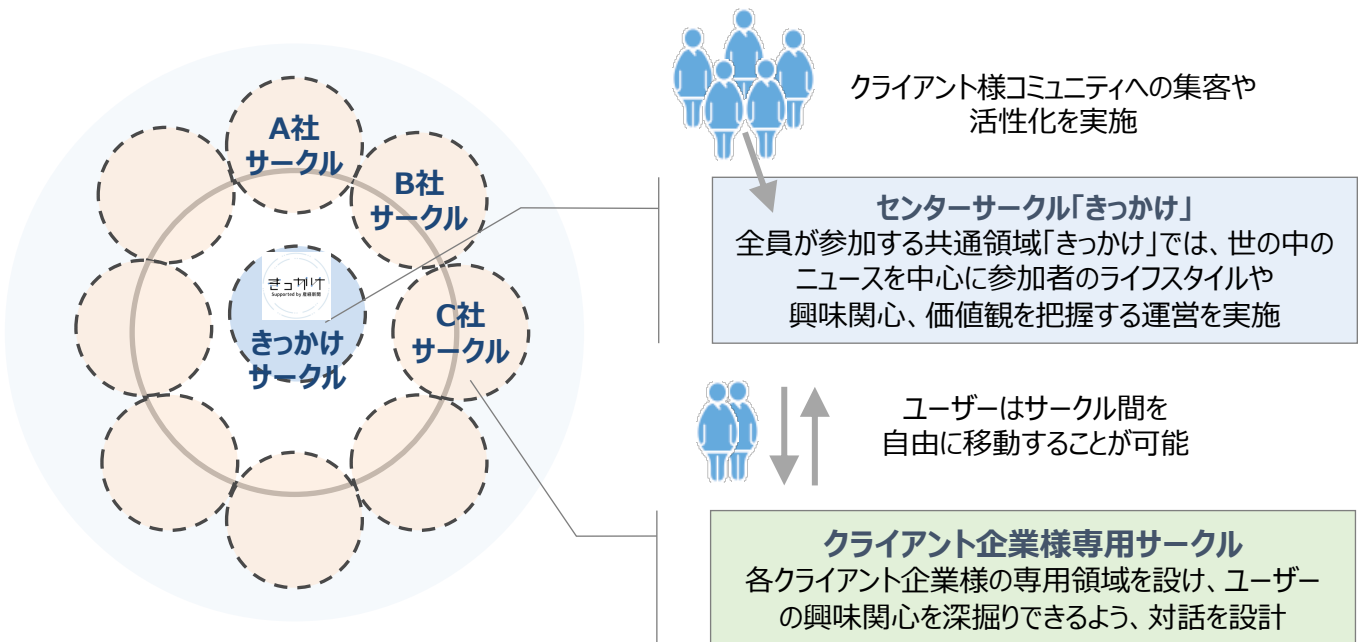 A社
サークル
B社
サークル
C社
サークル
きっかけ
Supported by 産経新聞
きっかけ
サークル
クライアント様コミュニティへの集客や
活性化を実施
センターサークル「きっかけ」
全員が参加する共通領域「きっかけ」では、世の中の
ニュースを中心に参加者のライフスタイルや
興味関心、価値観を把握する運営を実施
ユーザーはサークル間を
自由に移動することが可能
クライアント企業様専用サークル
各クライアント企業様の専用領域を設け、ユーザー
の興味関心を深掘りできるよう、対話を設計